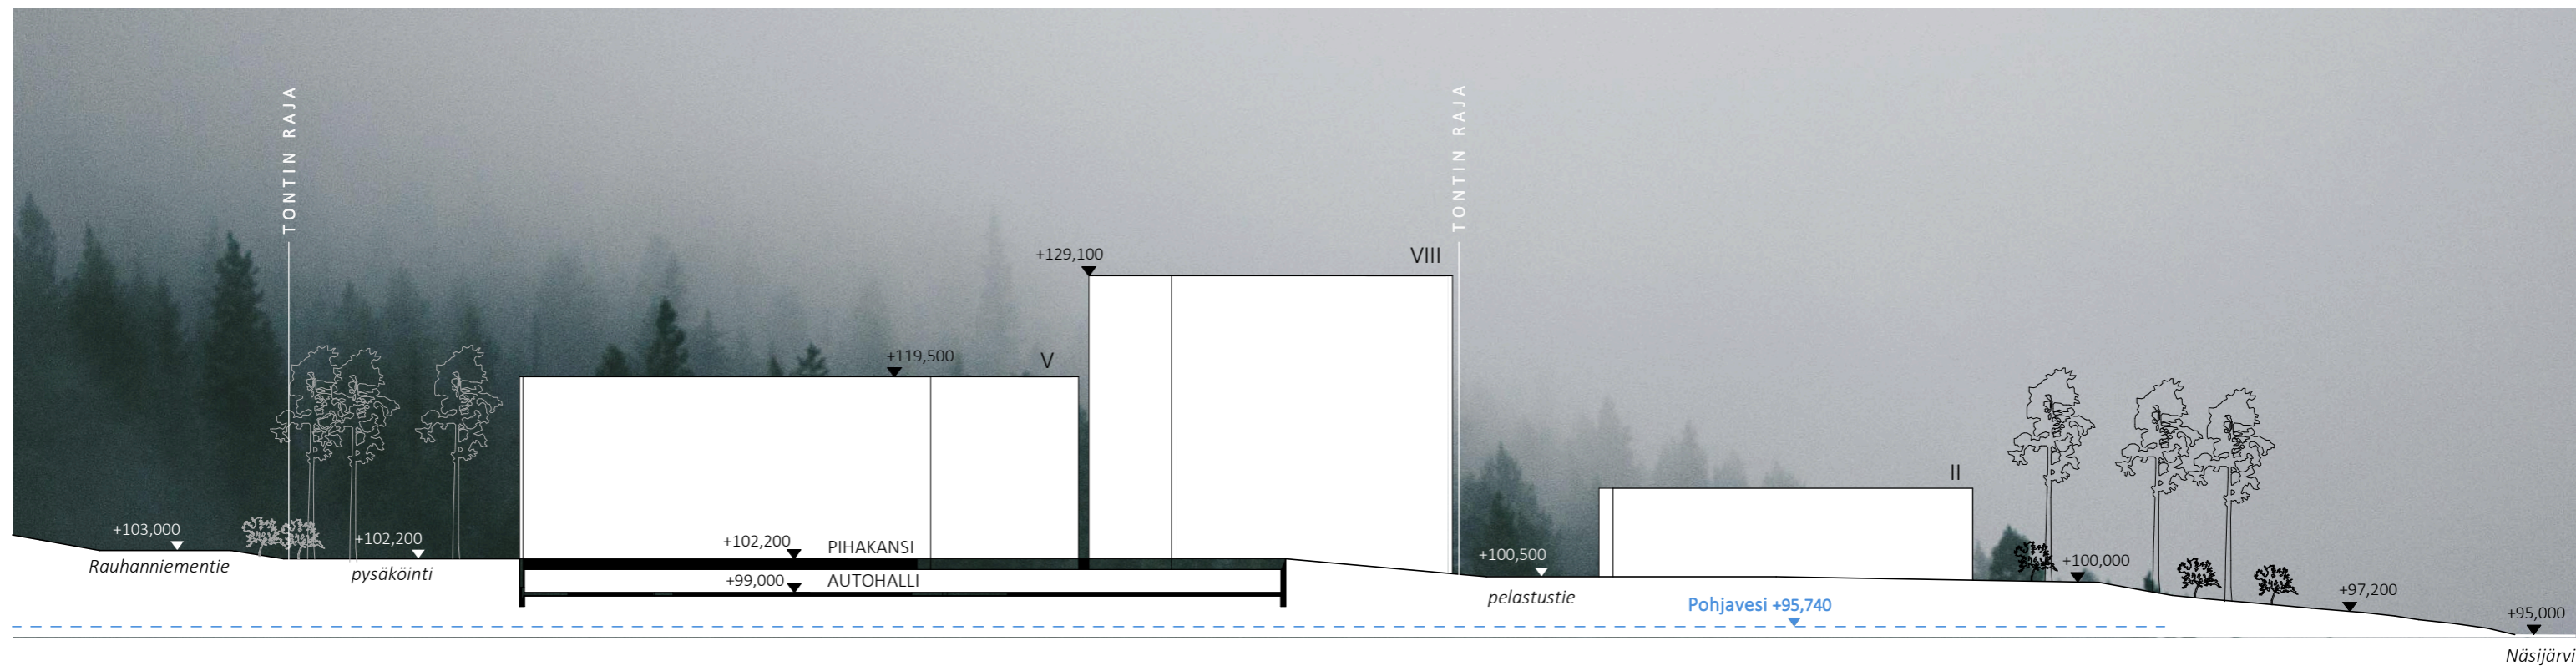 TONTIN RAJA
TONTIN RAJA
+129,100
VIII
+119,500
V
II
+103,000
Rauhanniementie
+102,200
pysäköinti
+102,200
PIHAKANSI
+99,000
AUTOHALLI
+100,500
pelastustie
Pohjavesi +95,740
+100,000
+97,200
+95,000
Näsijärvi